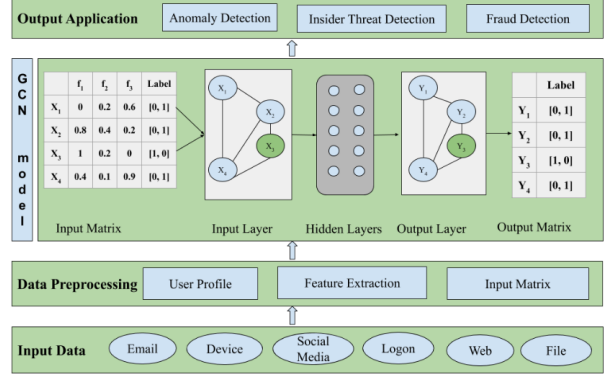 Output Application
Anomaly Detection
Insider Threat Detection
Fraud Detection
GCN model
f1 f2 f3 Label
X1 0 0.2 0.6 [0, 1]
X2 0.8 0.4 0.2 [0, 1]
X3 1 0.2 0 [1, 0]
X4 0.4 0.1 0.9 [0, 1]
Input Matrix
X1
X2
X3
X4
Input Layer
Hidden Layers
Y1
Y2
Y3
Y4
Output Layer
Label
Y1 [0, 1]
Y2 [0, 1]
Y3 [1, 0]
Y4 [0, 1]
Output Matrix
Data Preprocessing
User Profile
Feature Extraction
Input Matrix
Input Data
Email
Device
Social
Media
Logon
Web
File